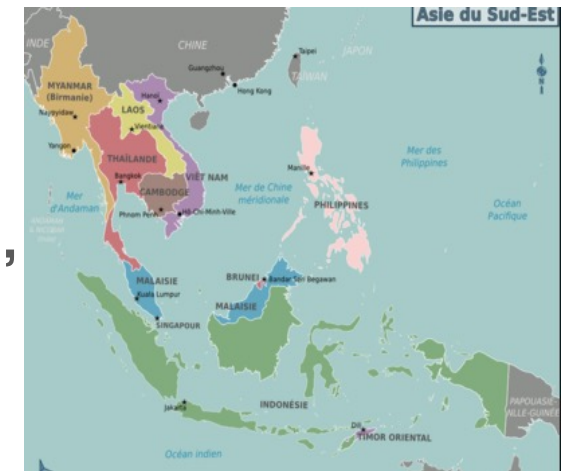 Asie du Sud-Est
INDE
CHINE
JAPON
Taipei
TAÏWAN
Guangzhou
Hong Kong
MYANMAR
(Birmanie)
Hanoï
LAOS
Naypyidaw
Vientiane
Yangon
THAÏLANDE
VIÊT NAM
Bangkok
CAMBODGE
Mer des
Philippines
Manille
Mer
d'Andaman
Mer de Chine
méridionale
PHILIPPINES
Océan
Pacifique
Phnom Penh
Hô-Chi-Minh-Ville
,
MALAISIE
Kuala Lumpur
BRUNEI
Bandar Seri Begawan
MALAISIE
SINGAPOUR
Jakarta
INDONÉSIE
PAPOUASIE-
NLLE-GUINÉE
Dili
TIMOR ORIENTAL
Océan indien